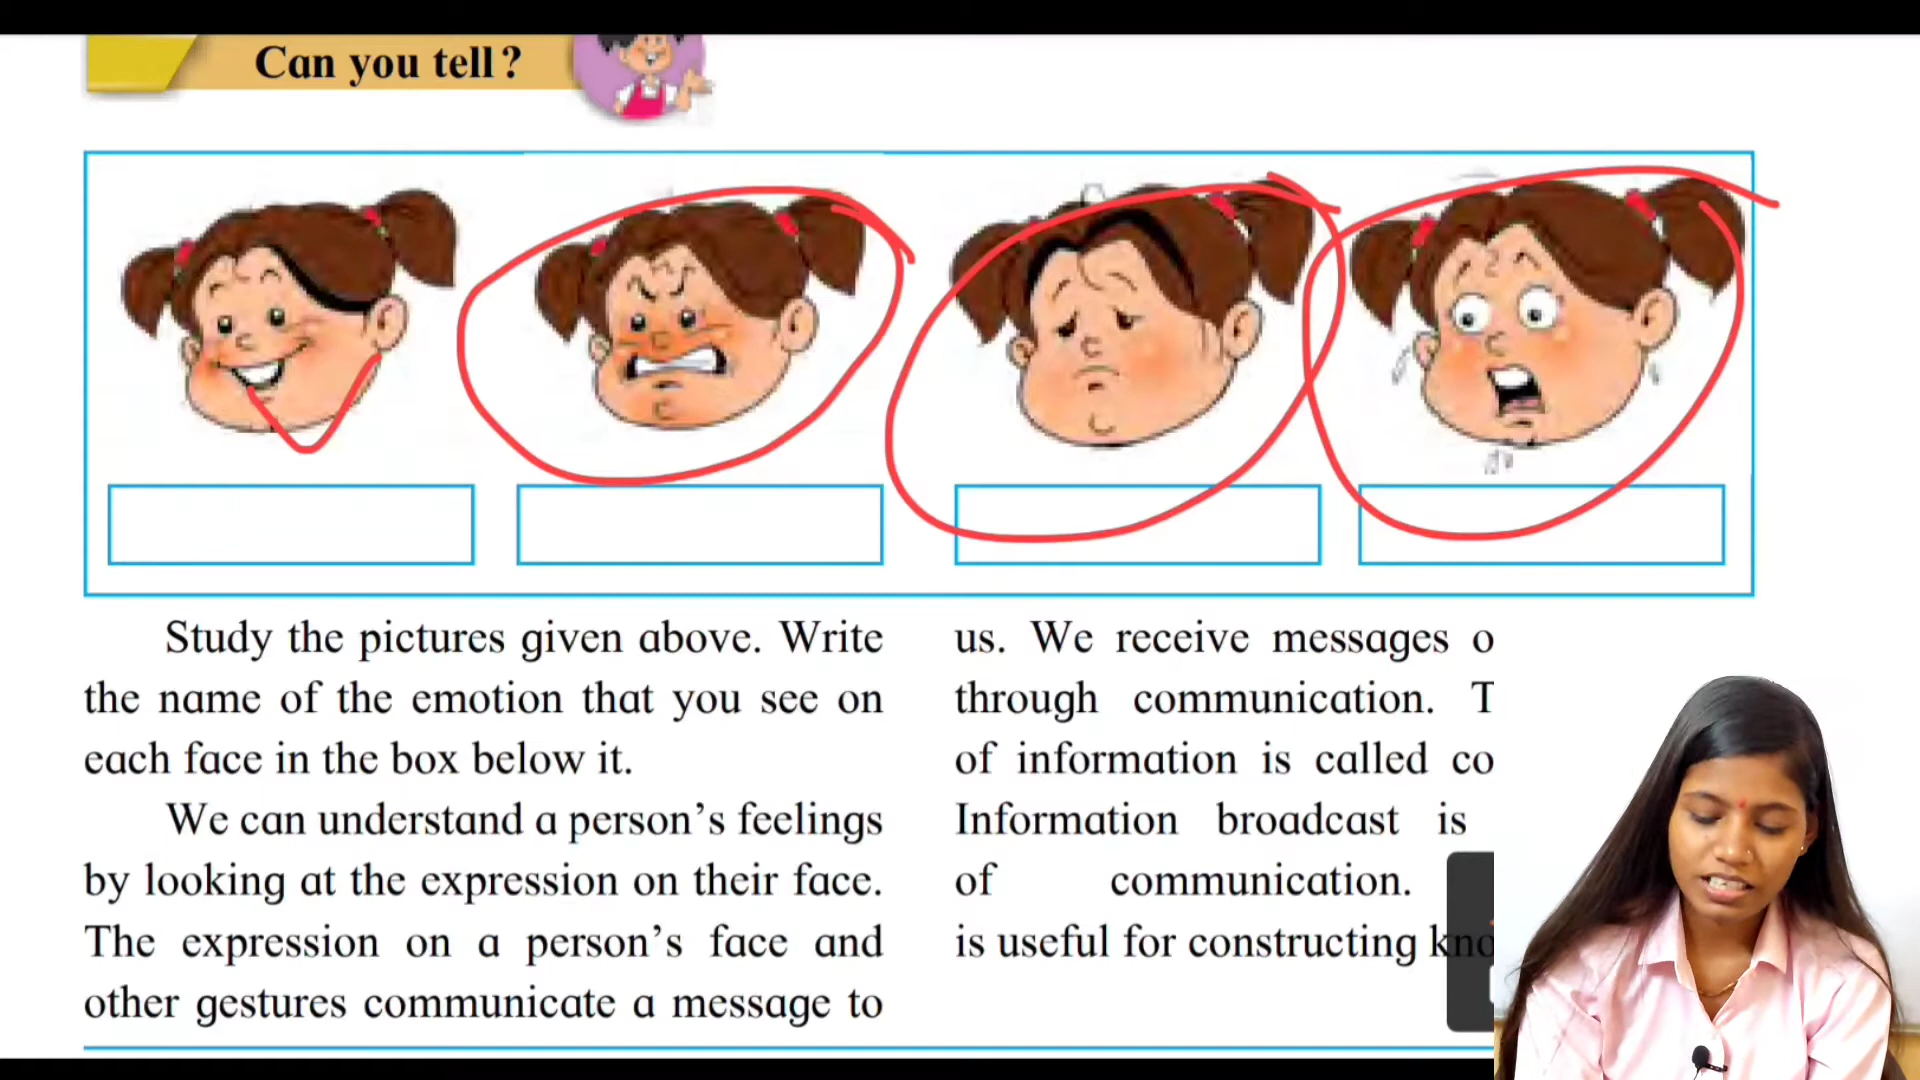 Can you tell?
Study the pictures given above. Write
the name of the emotion that you see on
each face in the box below it.
We can understand a person's feelings
by looking at the expression on their face.
The expression on a person's face and
other gestures communicate a message to
us. We receive messages o
through communication. T
of information is called co
Information broadcast is
of communication.
is useful for constructing kno